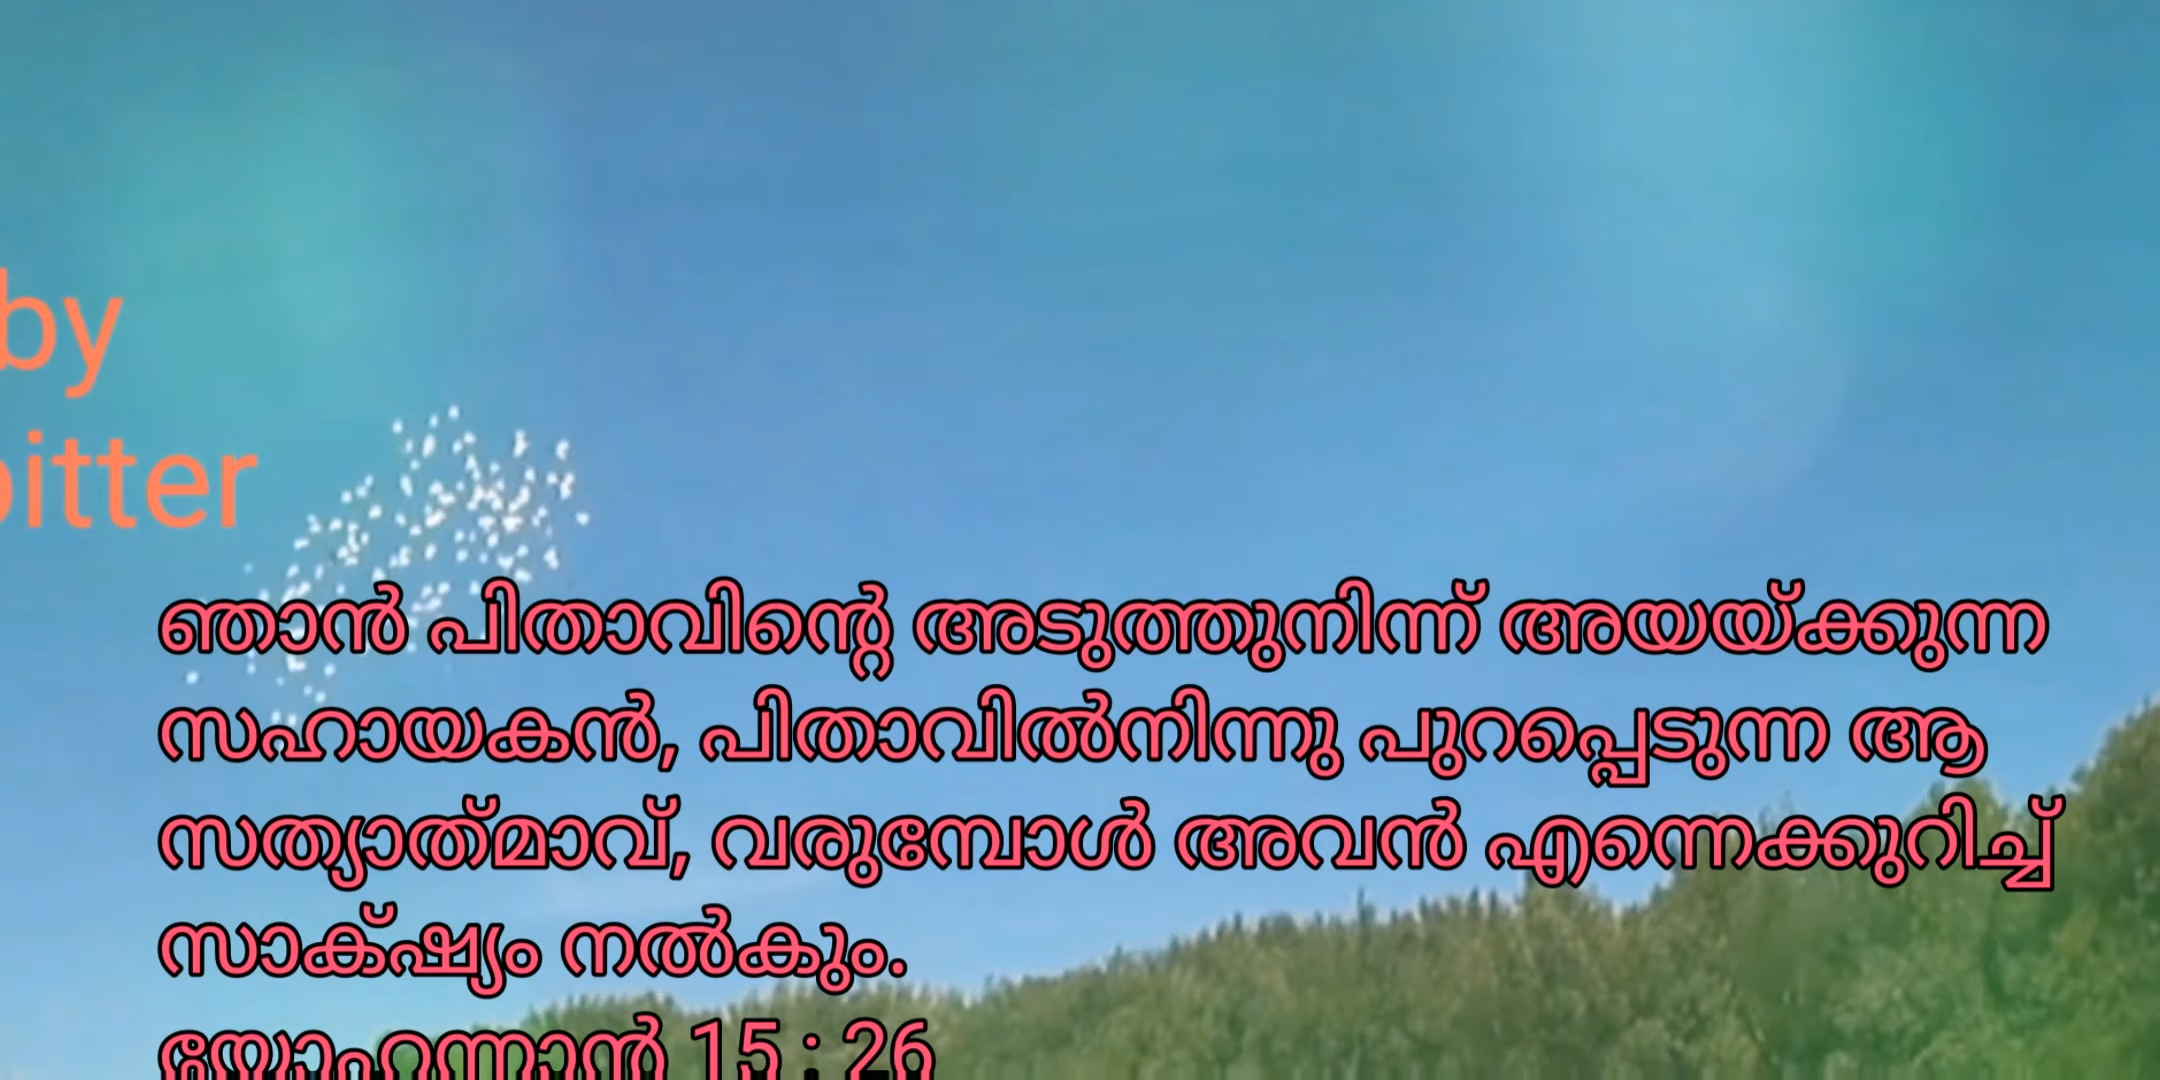 by
itter
ഞാൻ പിതാവിന്റെ അടുത്തുനിന്ന് അയയ്ക്കുന്ന
സഹായകൻ, പിതാവിൽനിന്നു പുറപ്പെടുന്ന ആ
സത്യാത്‌മാവ്, വരുമ്പോൾ അവൻ എന്നെക്കുറിച്ച്
സാക്‌ഷ്യം നൽകും.
യോഹന്നാൻ 15 : 26